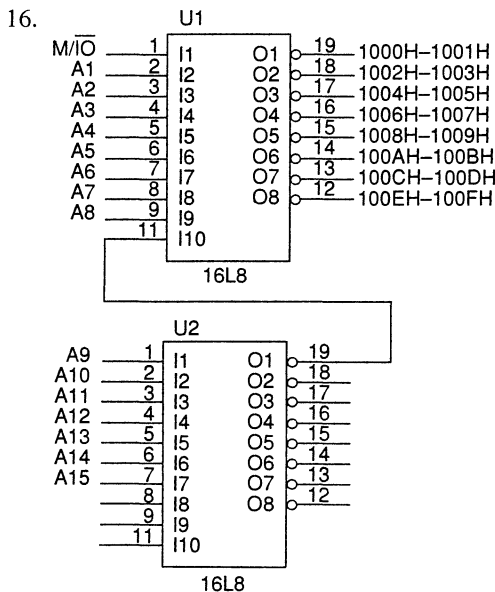 16.
U1
M/IO 1 I1 O1 19 1000H–1001H
A1 2 I2 O2 18 1002H–1003H
A2 3 I3 O3 17 1004H–1005H
A3 4 I4 O4 16 1006H–1007H
A4 5 I5 O5 15 1008H–1009H
A5 6 I6 O6 14 100AH–100BH
A6 7 I7 O7 13 100CH–100DH
A7 8 I8 O8 12 100EH–100FH
A8 9 I9
11 I10
16L8
U2
A9 1 I1 O1 19
A10 2 I2 O2 18
A11 3 I3 O3 17
A12 4 I4 O4 16
A13 5 I5 O5 15
A14 6 I6 O6 14
A15 7 I7 O7 13
8 I8 O8 12
9 I9
11 I10
16L8